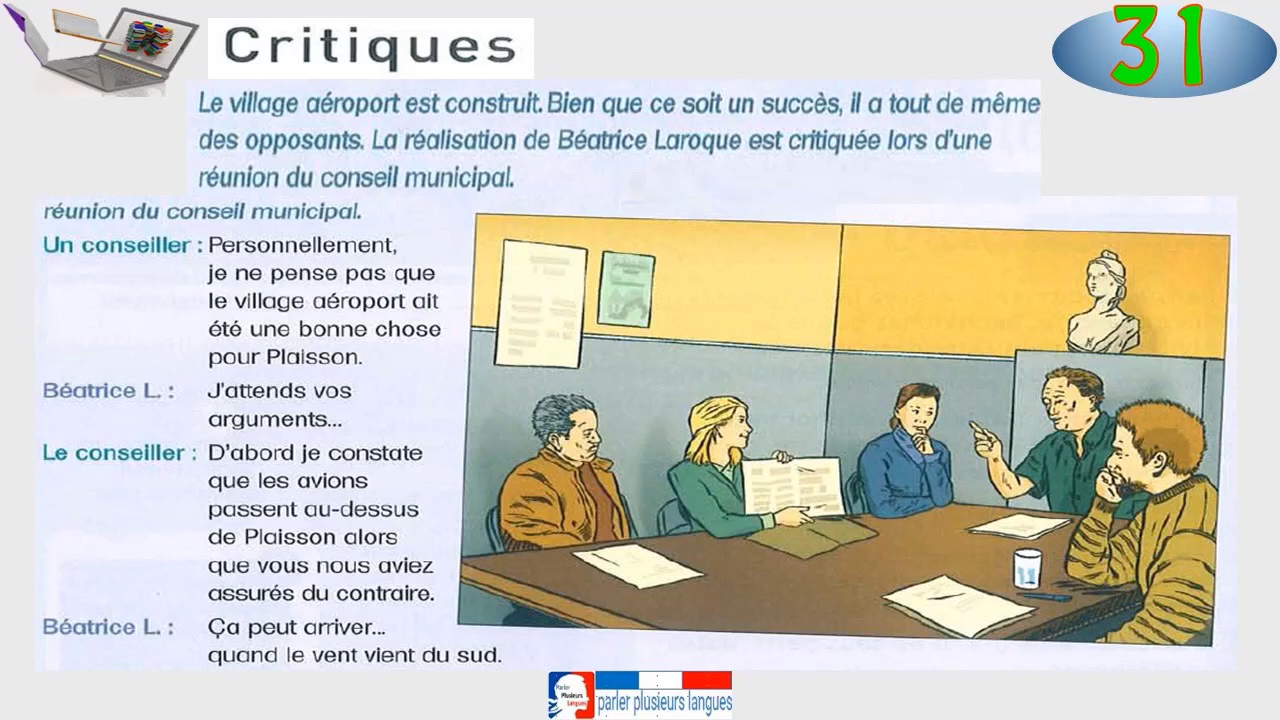 Critiques
31
Le village aéroport est construit. Bien que ce soit un succès, il a tout de même
des opposants. La réalisation de Béatrice Laroque est critiquée lors d'une
réunion du conseil municipal.
réunion du conseil municipal.
Un conseiller : Personnellement,
je ne pense pas que
le village aéroport ait
été une bonne chose
pour Plaisson.
Béatrice L. : J'attends vos
arguments...
Le conseiller : D'abord je constate
que les avions
passent au-dessus
de Plaisson alors
que vous nous aviez
assurés du contraire.
Béatrice L. : Ça peut arriver...
quand le vent vient du sud.
Parler
Plusieurs
langues
parler plusieurs langues